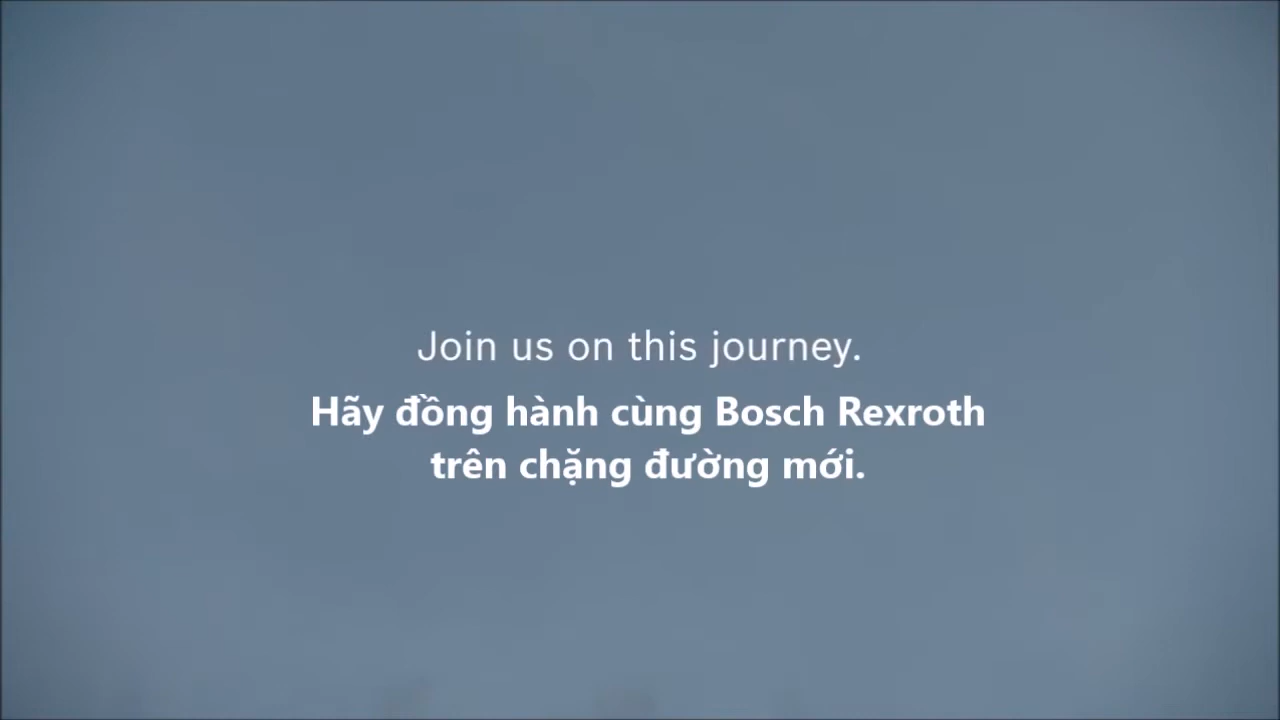 Join us on this journey.
Hãy đồng hành cùng Bosch Rexroth
trên chặng đường mới.